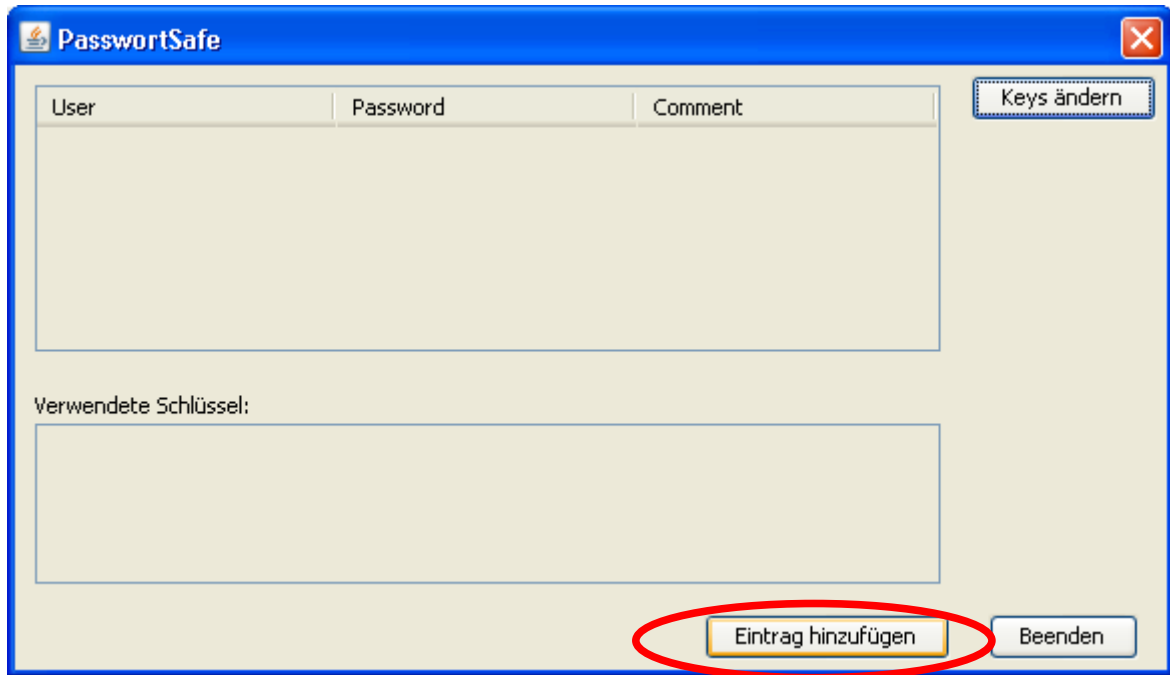 PasswortSafe
User Password Comment
Keys ändern
Verwendete Schlüssel:
Eintrag hinzufügen Beenden